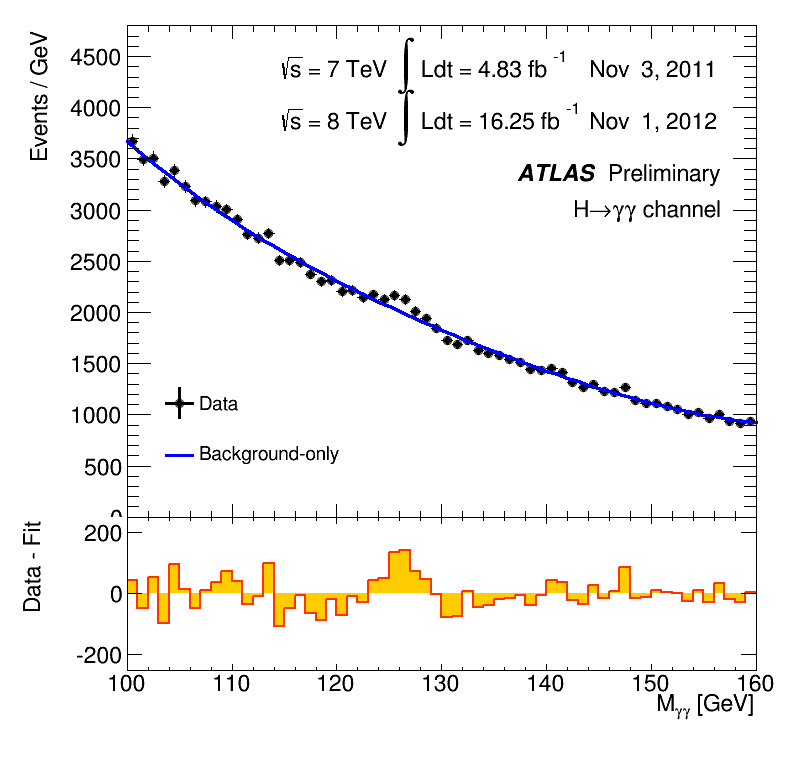 Events / GeV
4500
4000
3500
3000
2500
2000
1500
1000
500
0
√s = 7 TeV ∫ Ldt = 4.83 fb⁻¹ Nov 3, 2011
√s = 8 TeV ∫ Ldt = 16.25 fb⁻¹ Nov 1, 2012
ATLAS Preliminary
H→γγ channel
Data
Background-only
Data - Fit
200
0
-200
100 110 120 130 140 150 160
Mγγ [GeV]